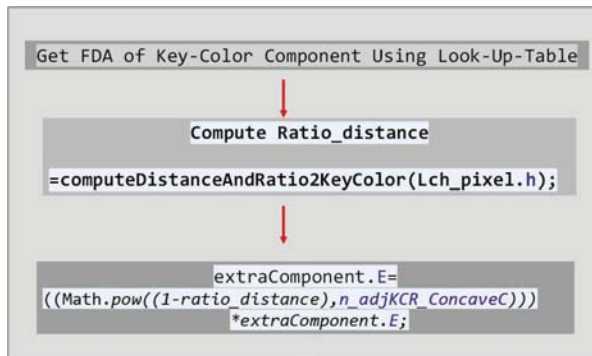 Get FDA of Key-Color Component Using Look-Up-Table
Compute Ratio_distance
=computeDistanceAndRatio2KeyColor(Lch_pixel.h);
extraComponent.E=
((Math.pow((1-ratio_distance),n_adjKCR_ConcaveC)))
*extraComponent.E;